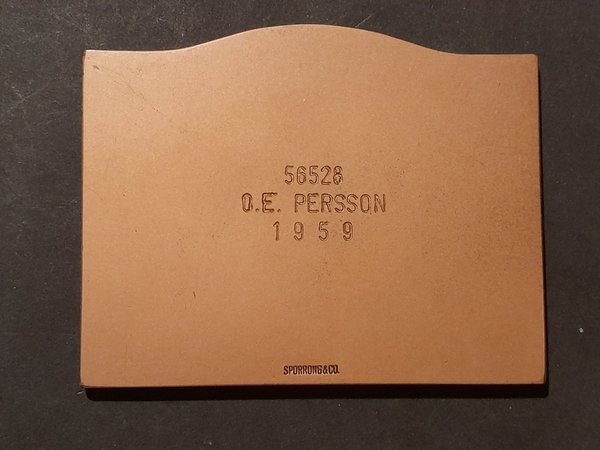 56528
O.E. PERSSON
1959
SPORRONG&CO.